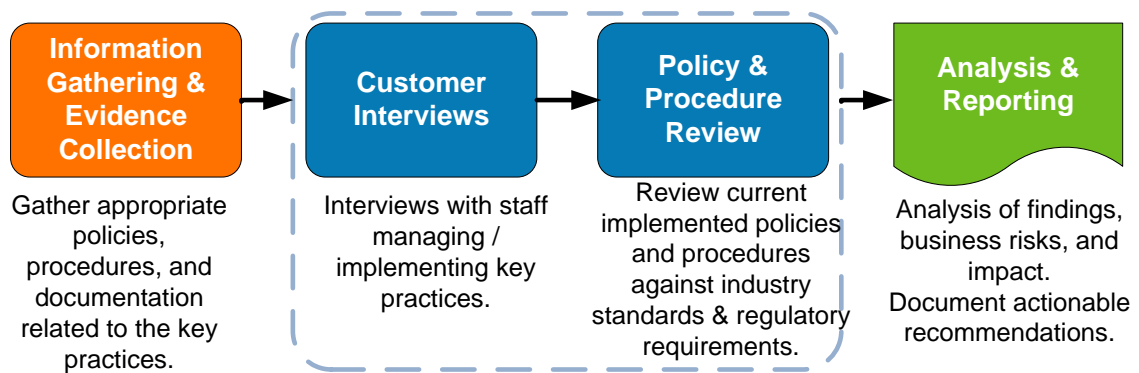 Information
Gathering &
Evidence
Collection
Gather appropriate
policies,
procedures, and
documentation
related to the key
practices.
Customer
Interviews
Interviews with staff
managing /
implementing key
practices.
Policy &
Procedure
Review
Review current
implemented policies
and procedures
against industry
standards & regulatory
requirements.
Analysis &
Reporting
Analysis of findings,
business risks, and
impact.
Document actionable
recommendations.